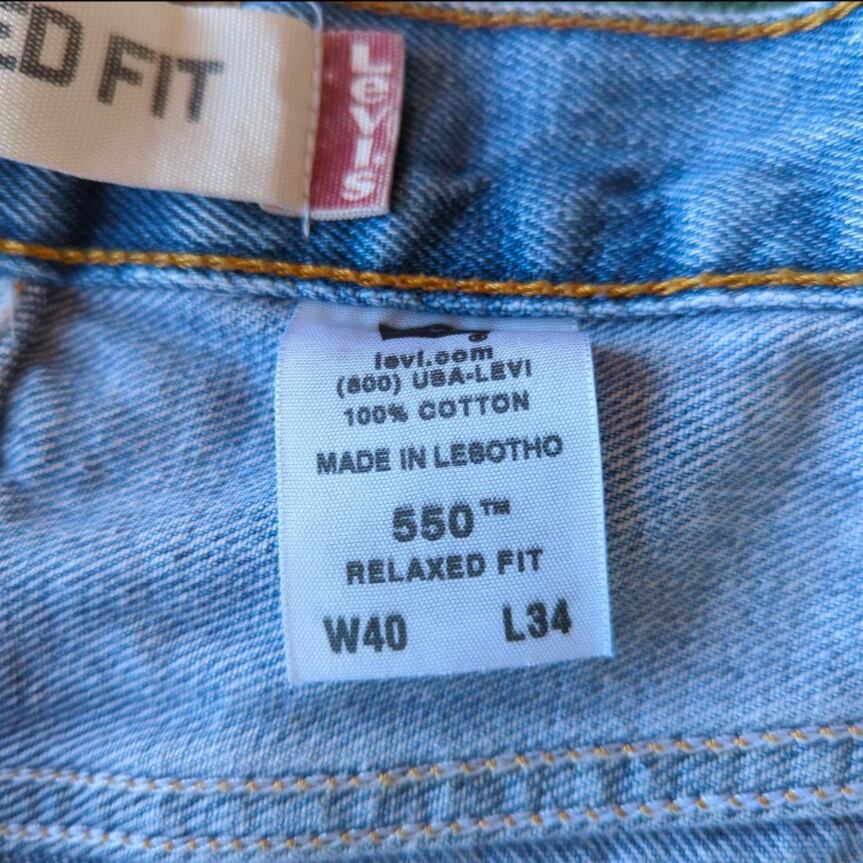 ED FIT
Levi's
levi.com
(800) USA-LEVI
100% COTTON
MADE IN LESOTHO
550™
RELAXED FIT
W40 L34